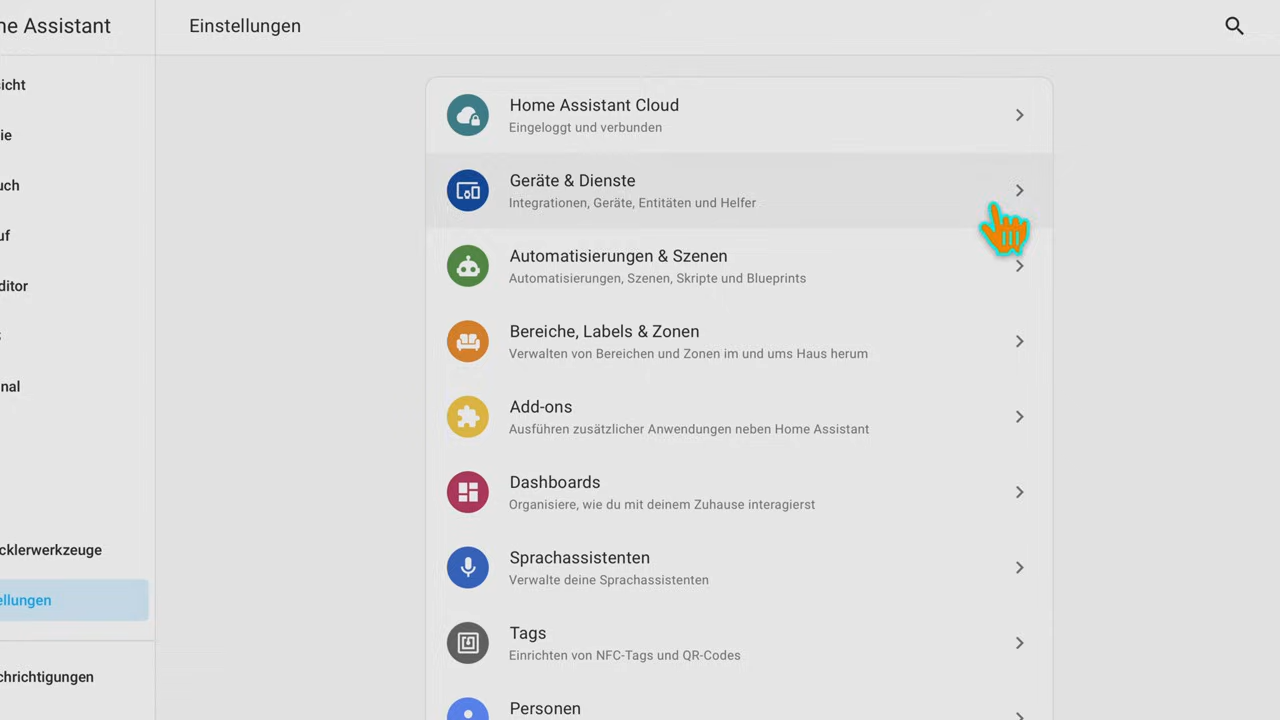 me Assistant
Einstellungen
icht
ie
uch
uf
ditor
nal
cklerwerkzeuge
ellungen
chrichtigungen
Home Assistant Cloud
Eingeloggt und verbunden
Geräte & Dienste
Integrationen, Geräte, Entitäten und Helfer
Automatisierungen & Szenen
Automatisierungen, Szenen, Skripte und Blueprints
Bereiche, Labels & Zonen
Verwalten von Bereichen und Zonen im und ums Haus herum
Add-ons
Ausführen zusätzlicher Anwendungen neben Home Assistant
Dashboards
Organisiere, wie du mit deinem Zuhause interagierst
Sprachassistenten
Verwalte deine Sprachassistenten
Tags
Einrichten von NFC-Tags und QR-Codes
Personen